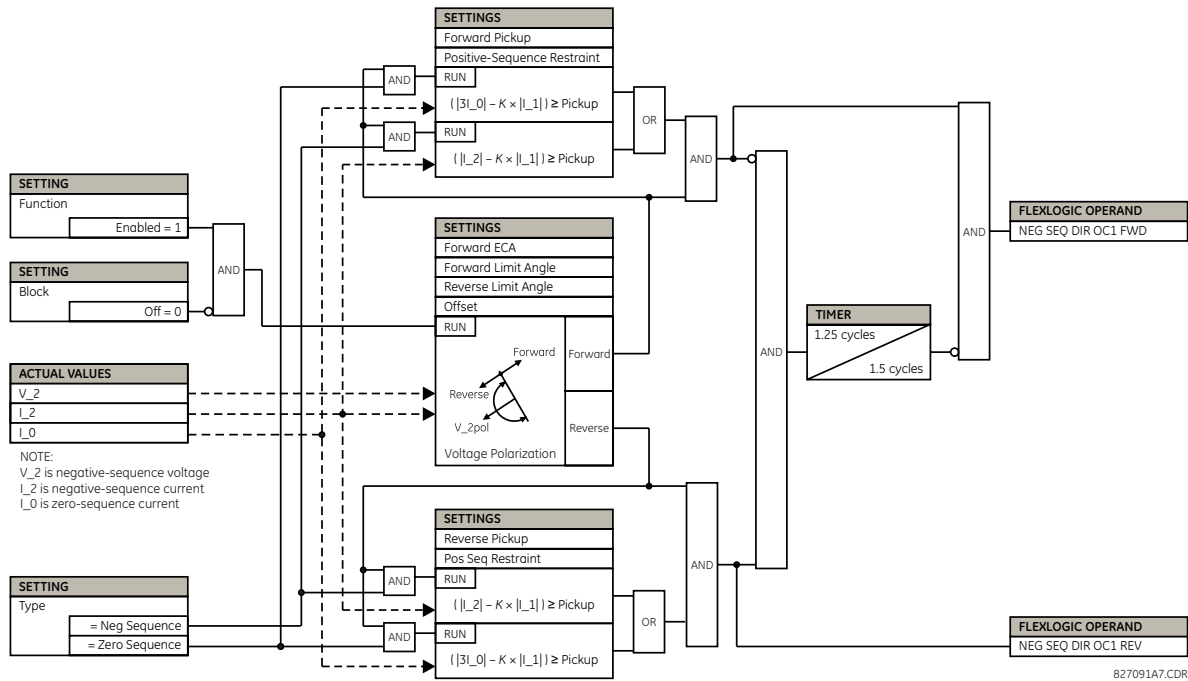 SETTINGS
Forward Pickup
Positive-Sequence Restraint
RUN
( |3I_0| – K × |I_1| ) ≥ Pickup
RUN
( |I_2| – K × |I_1| ) ≥ Pickup
AND
AND
OR
AND
SETTING
Function
Enabled = 1
SETTING
Block
Off = 0
AND
SETTINGS
Forward ECA
Forward Limit Angle
Reverse Limit Angle
Offset
RUN
Forward
Reverse
V_2pol
Voltage Polarization
Forward
Reverse
ACTUAL VALUES
V_2
I_2
I_0
NOTE:
V_2 is negative-sequence voltage
I_2 is negative-sequence current
I_0 is zero-sequence current
AND
TIMER
1.25 cycles
1.5 cycles
AND
FLEXLOGIC OPERAND
NEG SEQ DIR OC1 FWD
SETTING
Type
= Neg Sequence
= Zero Sequence
AND
AND
SETTINGS
Reverse Pickup
Pos Seq Restraint
RUN
( |I_2| – K × |I_1| ) ≥ Pickup
RUN
( |3I_0| – K × |I_1| ) ≥ Pickup
OR
AND
FLEXLOGIC OPERAND
NEG SEQ DIR OC1 REV
827091A7.CDR